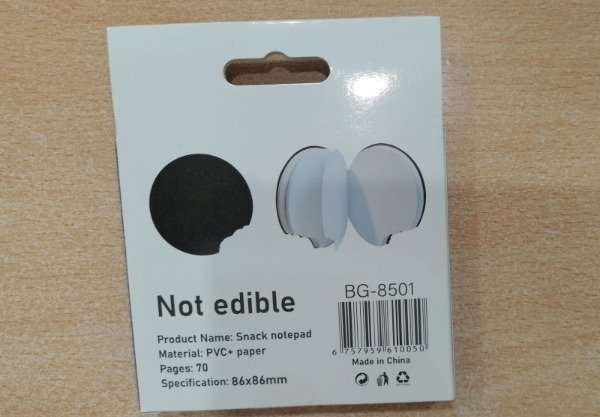 Not edible
Product Name: Snack notepad
Material: PVC+ paper
Pages: 70
Specification: 86x86mm
BG-8501
6 757959 610050
Made in China